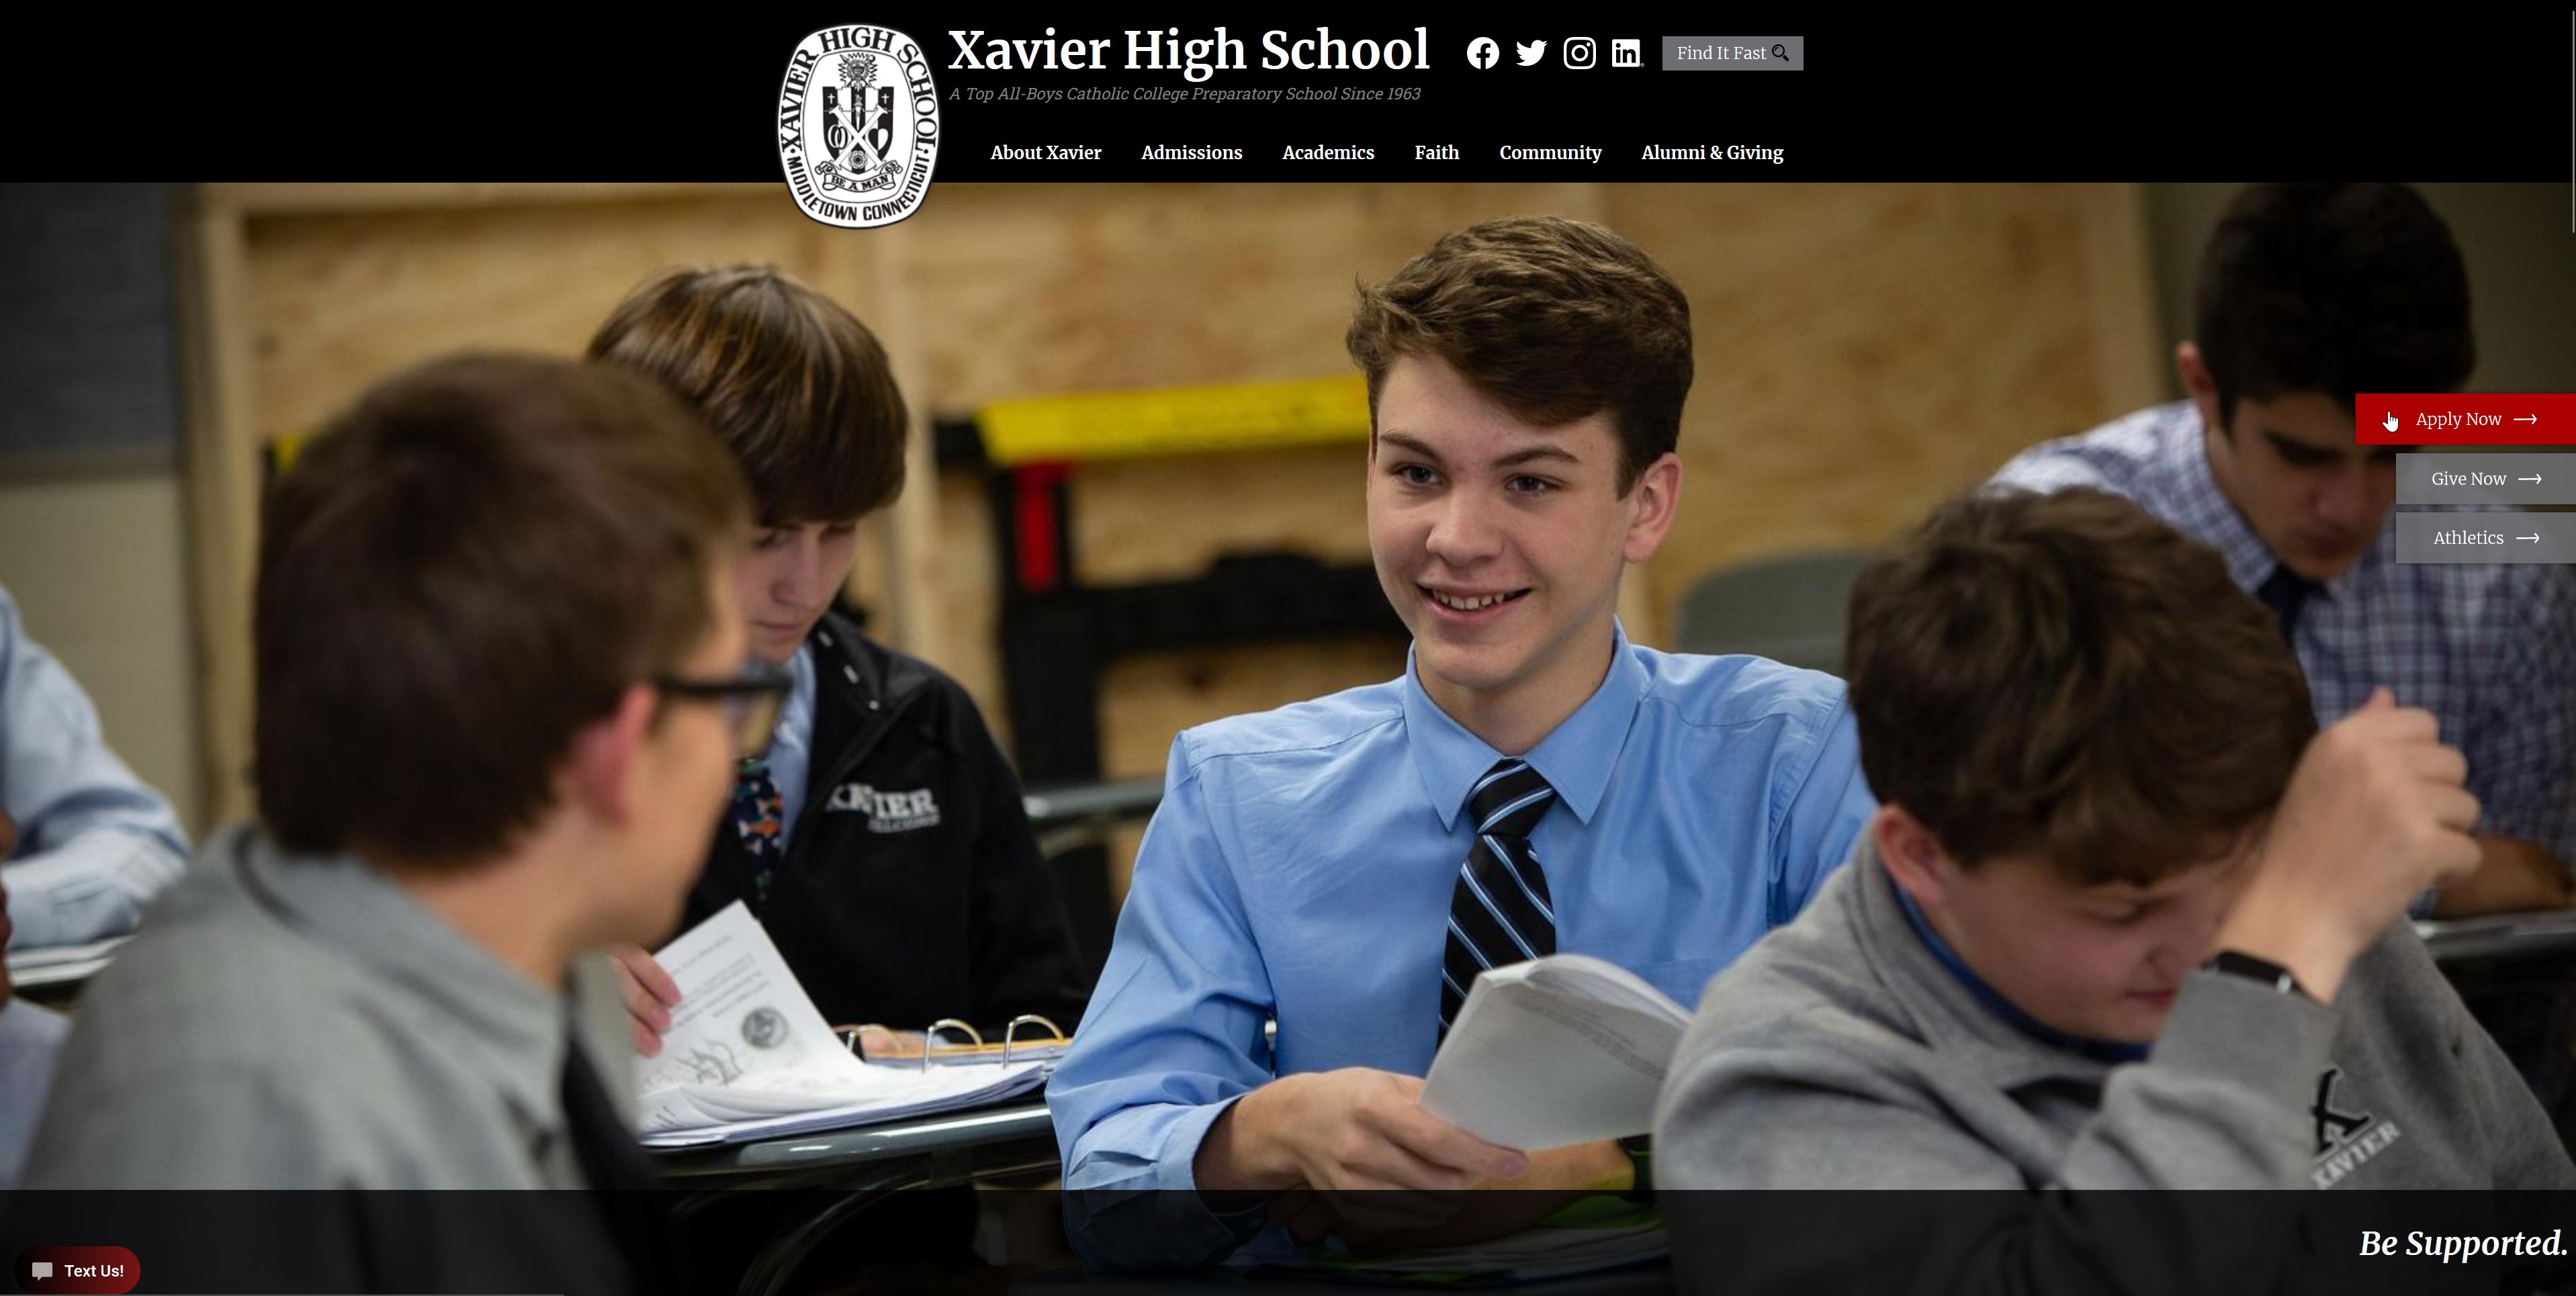 XAVIER HIGH SCHOOL
BE A MAN
• MIDDLETOWN CONNECTICUT •
Xavier High School
Find It Fast
A Top All-Boys Catholic College Preparatory School Since 1963
About Xavier Admissions Academics Faith Community Alumni & Giving
Apply Now
Give Now
Athletics
XAVIER
X
XAVIER
Be Supported.
Text Us!